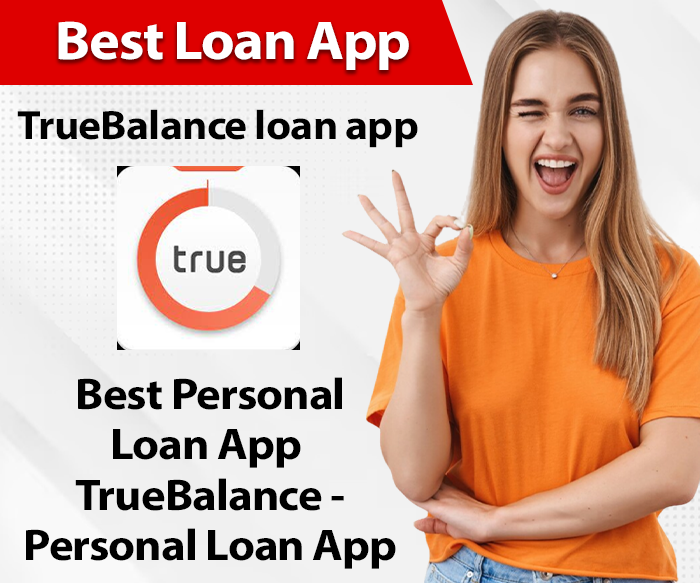 Best Loan App
TrueBalance loan app
true
Best Personal
Loan App
TrueBalance -
Personal Loan App